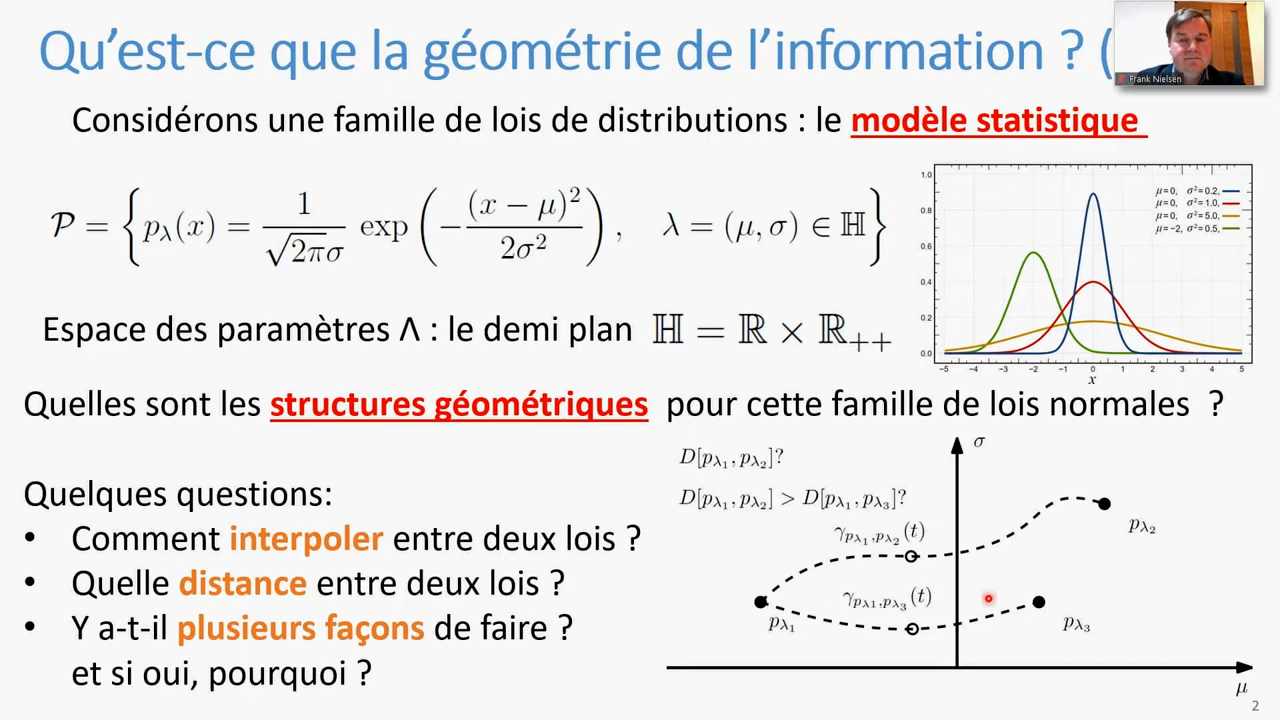 Qu’est-ce que la géométrie de l’information ? (
Frank Nielsen
Considérons une famille de lois de distributions : le modèle statistique
𝒫 = { p_λ(x) = 1/(√(2π)σ) exp(−(x − μ)²/(2σ²)), λ = (μ, σ) ∈ ℍ }
Espace des paramètres Λ : le demi plan ℍ = ℝ × ℝ₊₊
1.0
0.8
0.6
0.4
0.2
0.0
μ=0, σ²=0.2,
μ=0, σ²=1.0,
μ=0, σ²=5.0,
μ=−2, σ²=0.5,
−5 −4 −3 −2 −1 0 1 2 3 4 5
x
Quelles sont les structures géométriques pour cette famille de lois normales ?
Quelques questions:
• Comment interpoler entre deux lois ?
• Quelle distance entre deux lois ?
• Y a-t-il plusieurs façons de faire ?
et si oui, pourquoi ?
D[p_λ₁, p_λ₂]?
D[p_λ₁, p_λ₂] > D[p_λ₁, p_λ₃]?
σ
γ_{p_λ₁,p_λ₂}(t)
p_λ₂
γ_{p_λ1,p_λ₃}(t)
p_λ₁
p_λ₃
μ
2